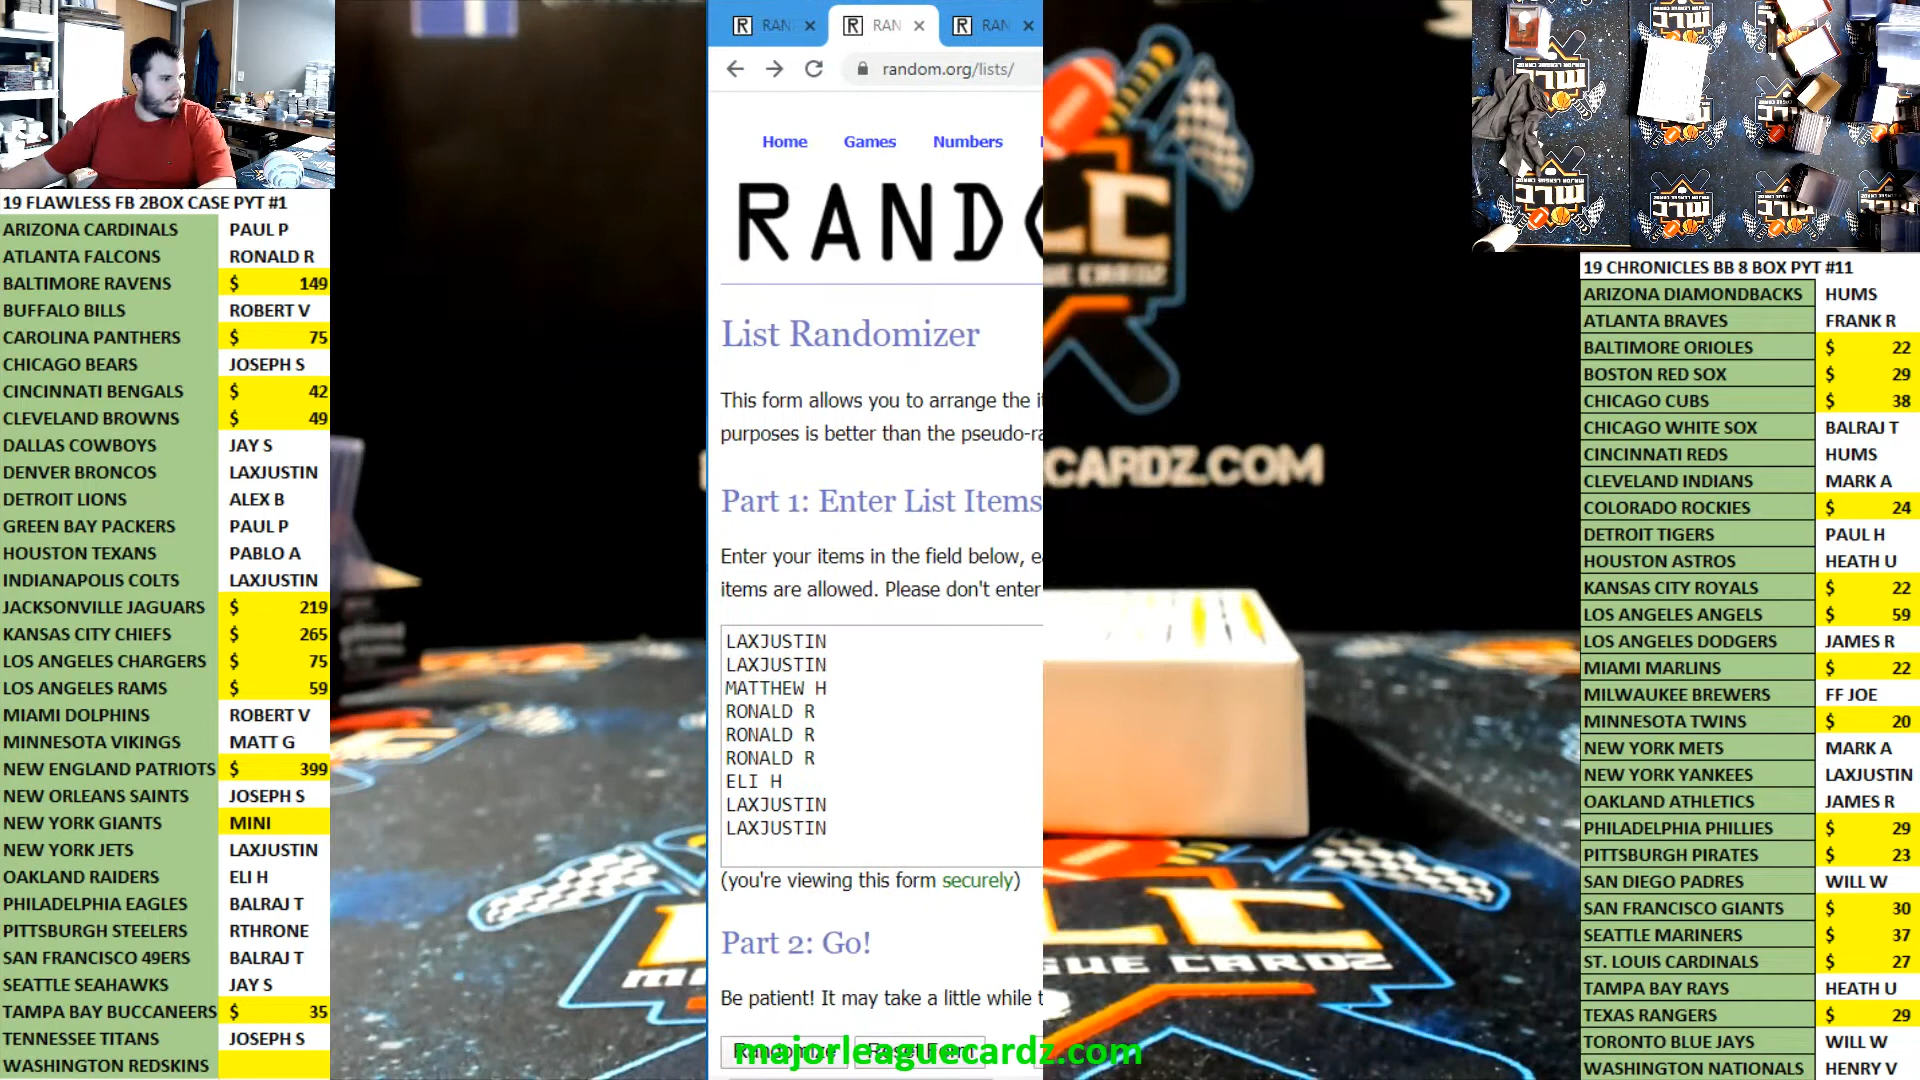 19 FLAWLESS FB 2BOX CASE PYT #1
ARIZONA CARDINALS PAUL P
ATLANTA FALCONS RONALD R
BALTIMORE RAVENS $ 149
BUFFALO BILLS ROBERT V
CAROLINA PANTHERS $ 75
CHICAGO BEARS JOSEPH S
CINCINNATI BENGALS $ 42
CLEVELAND BROWNS $ 49
DALLAS COWBOYS JAY S
DENVER BRONCOS LAXJUSTIN
DETROIT LIONS ALEX B
GREEN BAY PACKERS PAUL P
HOUSTON TEXANS PABLO A
INDIANAPOLIS COLTS LAXJUSTIN
JACKSONVILLE JAGUARS $ 219
KANSAS CITY CHIEFS $ 265
LOS ANGELES CHARGERS $ 75
LOS ANGELES RAMS $ 59
MIAMI DOLPHINS ROBERT V
MINNESOTA VIKINGS MATT G
NEW ENGLAND PATRIOTS $ 399
NEW ORLEANS SAINTS JOSEPH S
NEW YORK GIANTS MINI
NEW YORK JETS LAXJUSTIN
OAKLAND RAIDERS ELI H
PHILADELPHIA EAGLES BALRAJ T
PITTSBURGH STEELERS RTHRONE
SAN FRANCISCO 49ERS BALRAJ T
SEATTLE SEAHAWKS JAY S
TAMPA BAY BUCCANEERS $ 35
TENNESSEE TITANS JOSEPH S
WASHINGTON REDSKINS
RAN RAN RAN
random.org/lists/
Home Games Numbers
RAND
List Randomizer
This form allows you to arrange the
purposes is better than the
Part 1: Enter List Items
Enter your items in the field below,
items are allowed. Please don't enter
LAXJUSTIN
LAXJUSTIN
MATTHEW H
RONALD R
RONALD R
RONALD R
ELI H
LAXJUSTIN
LAXJUSTIN
(you're viewing this form securely)
Part 2: Go!
Be patient! It may take a little while
Randomize Reset Form
majorleaguecardz.com
CARDZ.COM
GUE CARDZ
19 CHRONICLES BB 8 BOX PYT #11
ARIZONA DIAMONDBACKS HUMS
ATLANTA BRAVES FRANK R
BALTIMORE ORIOLES $ 22
BOSTON RED SOX $ 29
CHICAGO CUBS $ 38
CHICAGO WHITE SOX BALRAJ T
CINCINNATI REDS HUMS
CLEVELAND INDIANS MARK A
COLORADO ROCKIES $ 24
DETROIT TIGERS PAUL H
HOUSTON ASTROS HEATH U
KANSAS CITY ROYALS $ 22
LOS ANGELES ANGELS $ 59
LOS ANGELES DODGERS JAMES R
MIAMI MARLINS $ 22
MILWAUKEE BREWERS FF JOE
MINNESOTA TWINS $ 20
NEW YORK METS MARK A
NEW YORK YANKEES LAXJUSTIN
OAKLAND ATHLETICS JAMES R
PHILADELPHIA PHILLIES $ 29
PITTSBURGH PIRATES $ 23
SAN DIEGO PADRES WILL W
SAN FRANCISCO GIANTS $ 30
SEATTLE MARINERS $ 37
ST. LOUIS CARDINALS $ 27
TAMPA BAY RAYS HEATH U
TEXAS RANGERS $ 29
TORONTO BLUE JAYS WILL W
WASHINGTON NATIONALS HENRY V